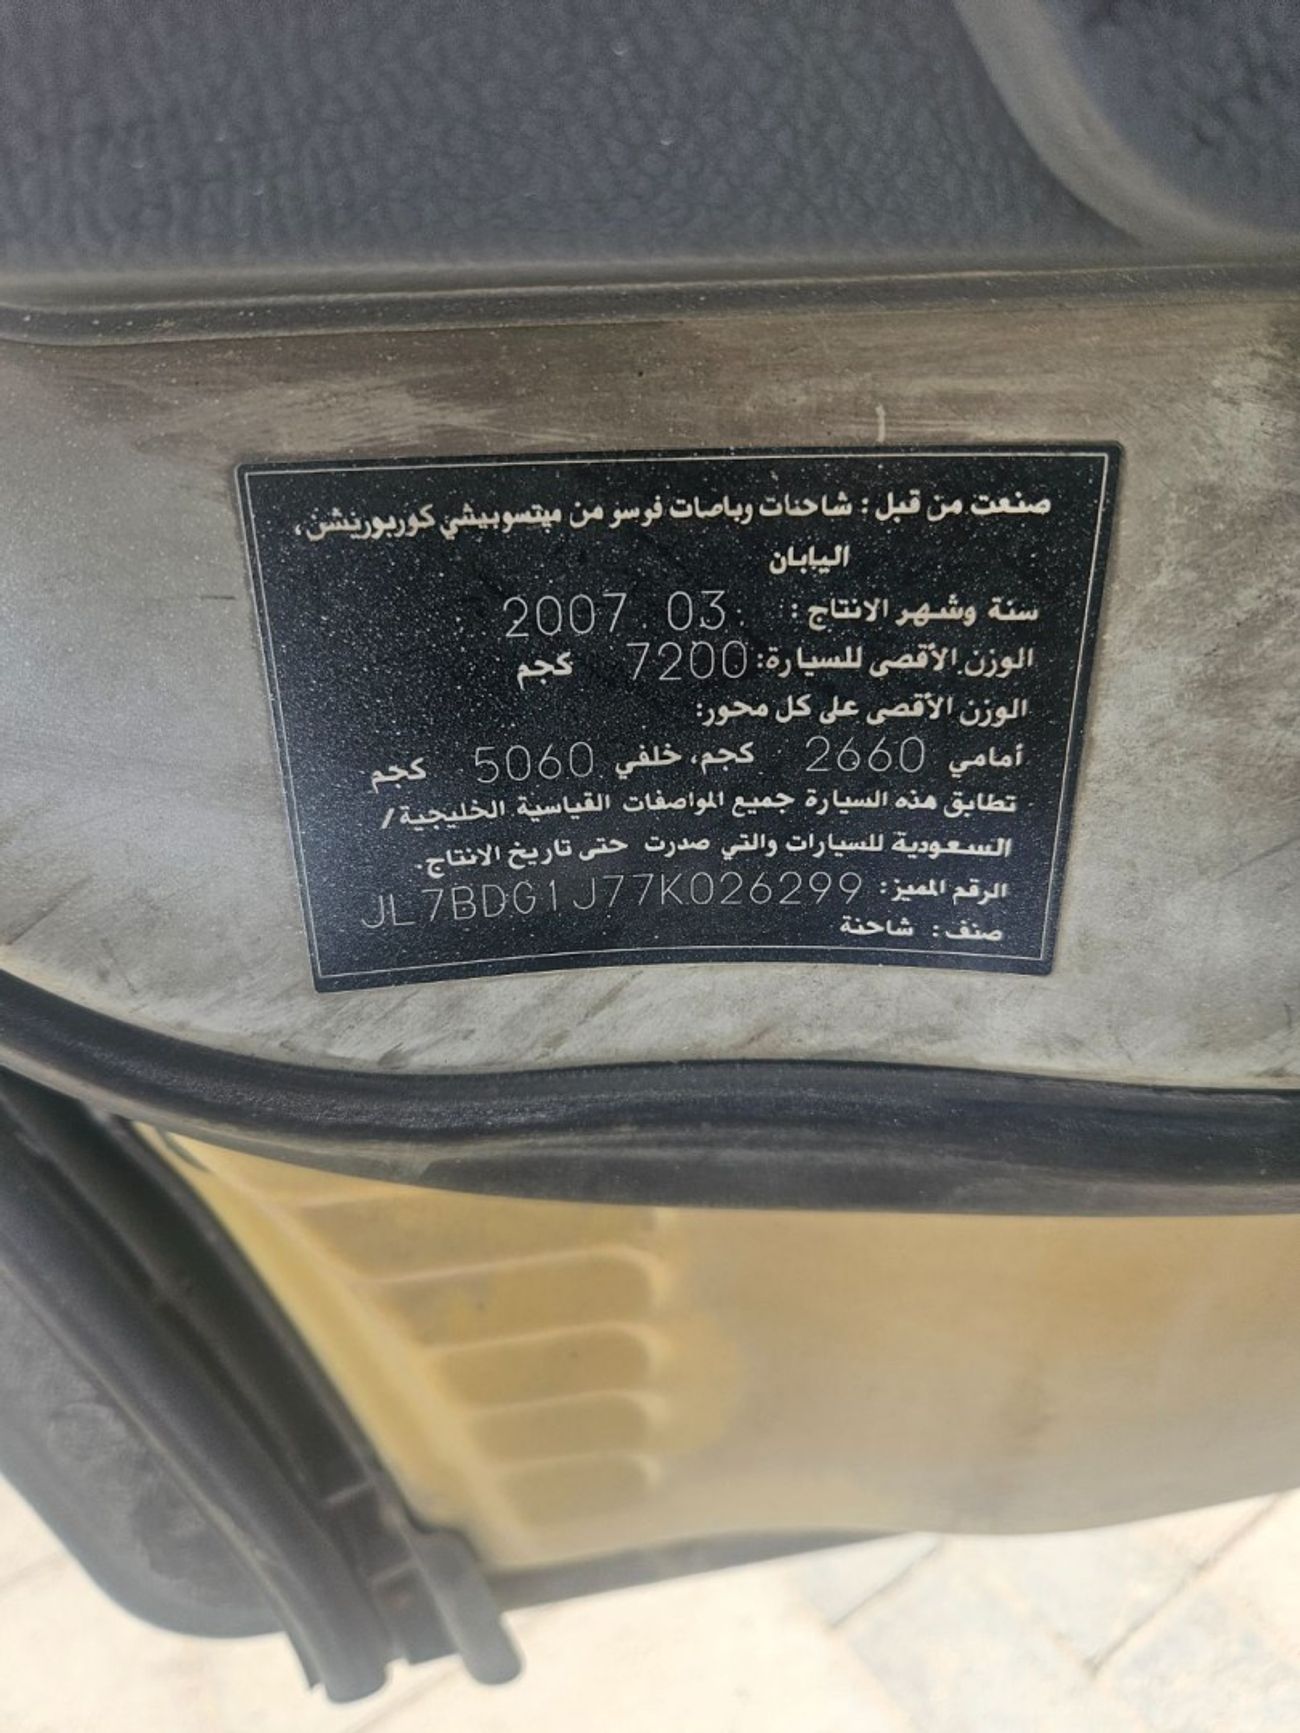 صنعت من قبل : شاحنات وباصات فوسو من ميتسوبيشي كوربوريشن ،
اليابان
سنة وشهر الانتاج : 2007.03
الوزن الأقصى للسيارة: 7200 كجم
الوزن الأقصى على كل محور:
أمامي 2660 كجم، خلفي 5060 كجم
تطابق هذه السيارة جميع المواصفات القياسية الخليجية /
السعودية للسيارات والتي صدرت حتى تاريخ الانتاج.
الرقم المميز: JL7BDG1J77K026299
صنف : شاحنة